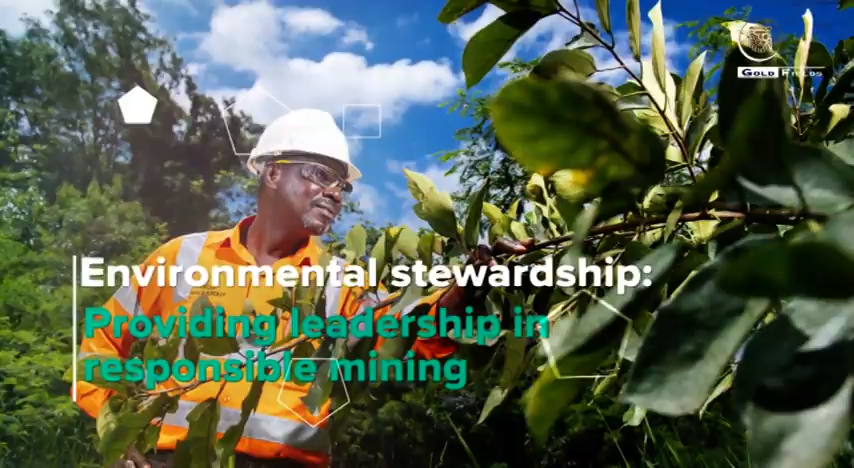 GOLD FIELDS
Environmental stewardship:
Providing leadership in
responsible mining